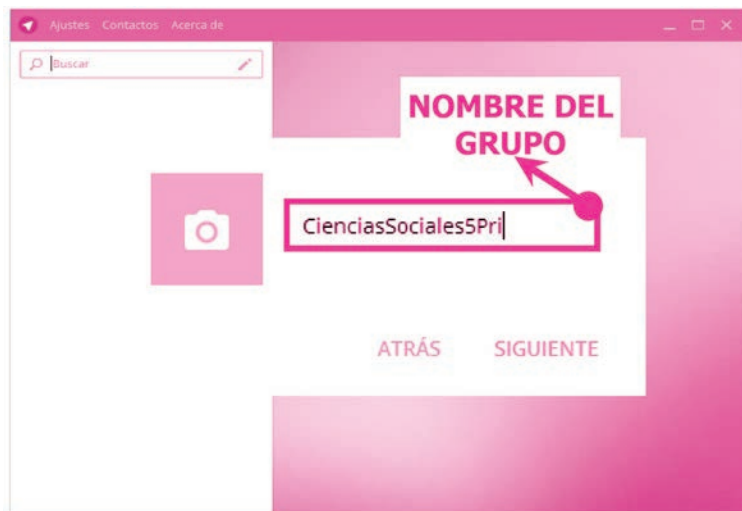 Ajustes Contactos Acerca de
Buscar
NOMBRE DEL
GRUPO
CienciasSociales5Pri
ATRÁS SIGUIENTE